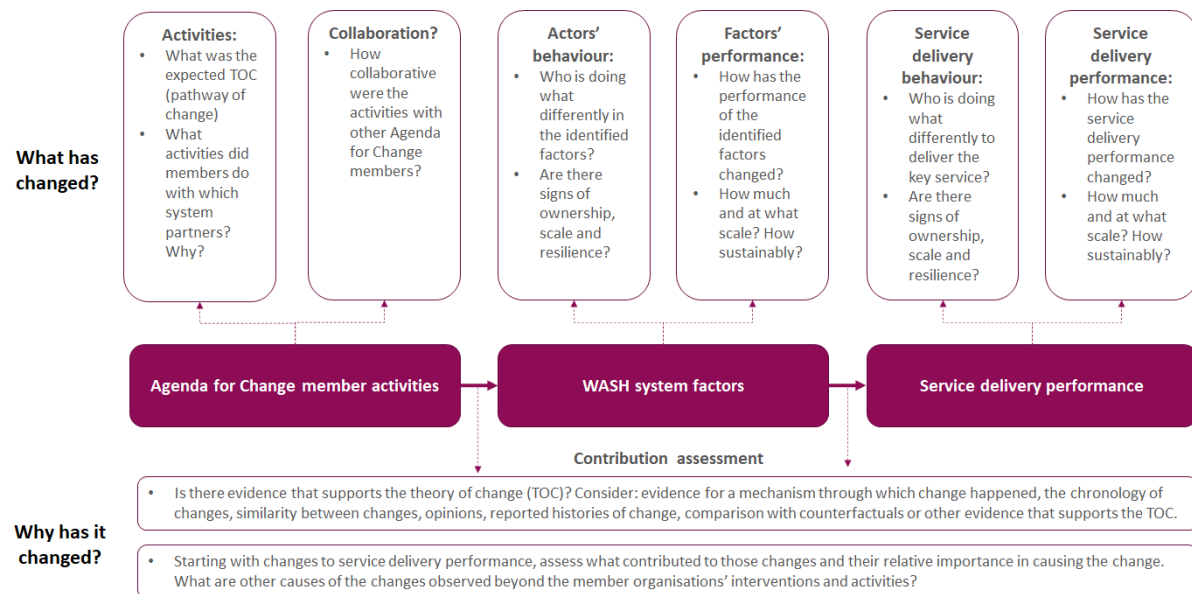 What has
changed?
Activities:
• What was the
expected TOC
(pathway of
change)
• What
activities did
members do
with which
system
partners?
Why?
Collaboration?
• How
collaborative
were the
activities with
other Agenda
for Change
members?
Actors'
behaviour:
• Who is doing
what
differently in
the identified
factors?
• Are there
signs of
ownership,
scale and
resilience?
Factors'
performance:
• How has the
performance
of the
identified
factors
changed?
• How much
and at what
scale? How
sustainably?
Service
delivery
behaviour:
• Who is doing
what
differently to
deliver the
key service?
• Are there
signs of
ownership,
scale and
resilience?
Service
delivery
performance:
• How has the
service
delivery
performance
changed?
• How much
and at what
scale? How
sustainably?
Agenda for Change member activities
WASH system factors
Service delivery performance
Contribution assessment
Why has it
changed?
• Is there evidence that supports the theory of change (TOC)? Consider: evidence for a mechanism through which change happened, the chronology of
changes, similarity between changes, opinions, reported histories of change, comparison with counterfactuals or other evidence that supports the TOC.
• Starting with changes to service delivery performance, assess what contributed to those changes and their relative importance in causing the change.
What are other causes of the changes observed beyond the member organisations' interventions and activities?